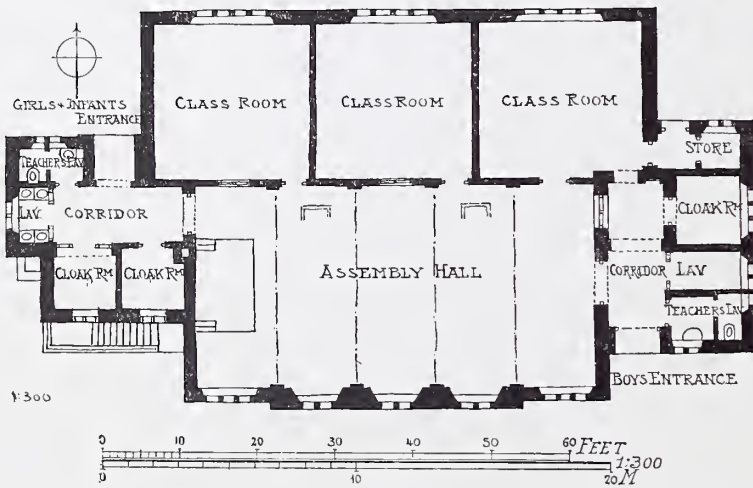 GIRLS & INFANTS
ENTRANCE
CLASS ROOM
CLASS ROOM
CLASS ROOM
TEACHERS LAV.
STORE
LAV.
CORRIDOR
CLOAK RM
CLOAK RM
CLOAK RM
ASSEMBLY HALL
CORRIDOR
LAV
TEACHERS LAV
BOYS ENTRANCE
1:300
0 10 20 30 40 50 60 FEET
1:300
0 10 20 M